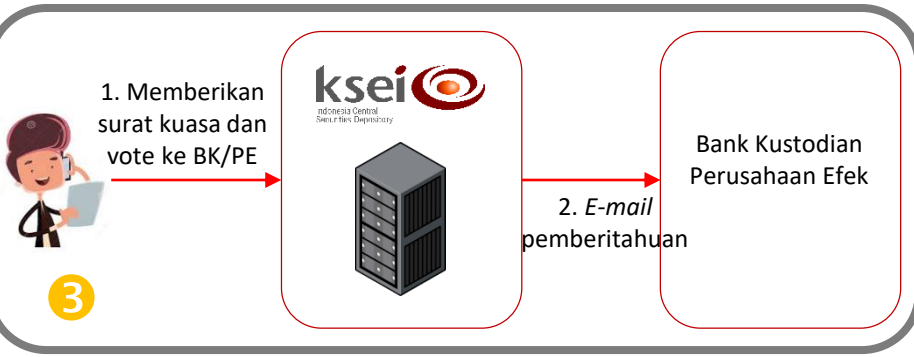 1. Memberikan
surat kuasa dan
vote ke BK/PE
ksei
Indonesia Central
Securities Depository
2. E-mail
pemberitahuan
Bank Kustodian
Perusahaan Efek
3